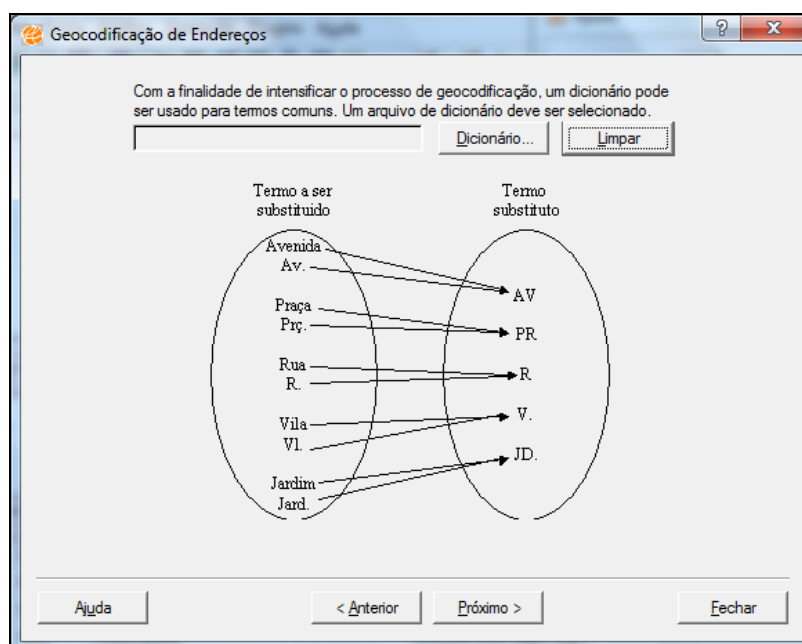 Geocodificação de Endereços
Com a finalidade de intensificar o processo de geocodificação, um dicionário pode
ser usado para termos comuns. Um arquivo de dicionário deve ser selecionado.
Dicionário...
Limpar
Termo a ser
substituido
Termo
substituto
Avenida
Av.
AV
Praça
Prç.
PR
Rua
R.
R
Vila
Vl.
V.
Jardim
Jard.
JD.
Ajuda
< Anterior
Próximo >
Fechar